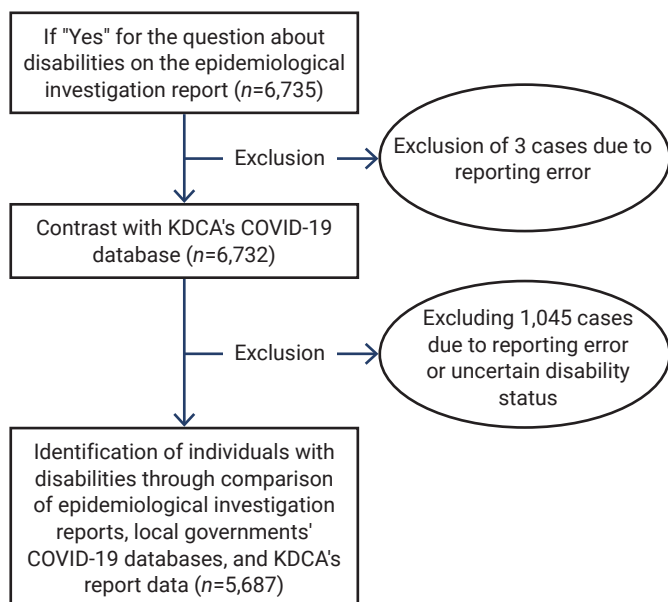 If "Yes" for the question about
disabilities on the epidemiological
investigation report (n=6,735)
Exclusion
Exclusion of 3 cases due to
reporting error
Contrast with KDCA's COVID-19
database (n=6,732)
Exclusion
Excluding 1,045 cases
due to reporting error
or uncertain disability
status
Identification of individuals with
disabilities through comparison
of epidemiological investigation
reports, local governments'
COVID-19 databases, and KDCA's
report data (n=5,687)